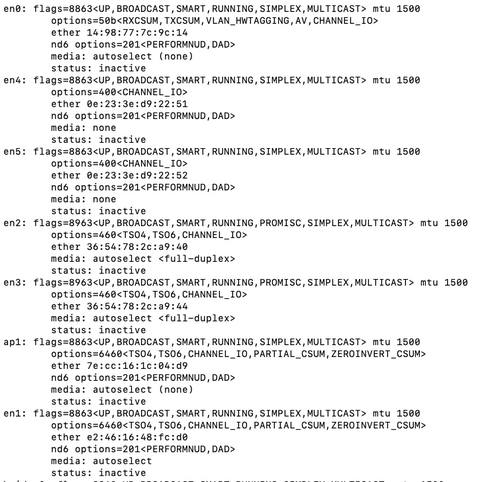 en0: flags=8863<UP,BROADCAST,SMART,RUNNING,SIMPLEX,MULTICAST> mtu 1500
options=50b<RXCSUM,TXCSUM,VLAN_HWTAGGING,AV,CHANNEL_IO>
ether 14:98:77:7c:9c:14
nd6 options=201<PERFORMNUD,DAD>
media: autoselect (none)
status: inactive
en4: flags=8863<UP,BROADCAST,SMART,RUNNING,SIMPLEX,MULTICAST> mtu 1500
options=400<CHANNEL_IO>
ether 0e:23:3e:d9:22:51
nd6 options=201<PERFORMNUD,DAD>
media: none
status: inactive
en5: flags=8863<UP,BROADCAST,SMART,RUNNING,SIMPLEX,MULTICAST> mtu 1500
options=400<CHANNEL_IO>
ether 0e:23:3e:d9:22:52
nd6 options=201<PERFORMNUD,DAD>
media: none
status: inactive
en2: flags=8963<UP,BROADCAST,SMART,RUNNING,PROMISC,SIMPLEX,MULTICAST> mtu 1500
options=460<TSO4,TSO6,CHANNEL_IO>
ether 36:54:78:2c:a9:40
media: autoselect <full-duplex>
status: inactive
en3: flags=8963<UP,BROADCAST,SMART,RUNNING,PROMISC,SIMPLEX,MULTICAST> mtu 1500
options=460<TSO4,TSO6,CHANNEL_IO>
ether 36:54:78:2c:a9:44
media: autoselect <full-duplex>
status: inactive
ap1: flags=8863<UP,BROADCAST,SMART,RUNNING,SIMPLEX,MULTICAST> mtu 1500
options=6460<TSO4,TSO6,CHANNEL_IO,PARTIAL_CSUM,ZEROINVERT_CSUM>
ether 7e:cc:16:1c:04:d9
nd6 options=201<PERFORMNUD,DAD>
media: autoselect (none)
status: inactive
en1: flags=8863<UP,BROADCAST,SMART,RUNNING,SIMPLEX,MULTICAST> mtu 1500
options=6460<TSO4,TSO6,CHANNEL_IO,PARTIAL_CSUM,ZEROINVERT_CSUM>
ether e2:46:16:48:fc:d0
nd6 options=201<PERFORMNUD,DAD>
media: autoselect
status: inactive